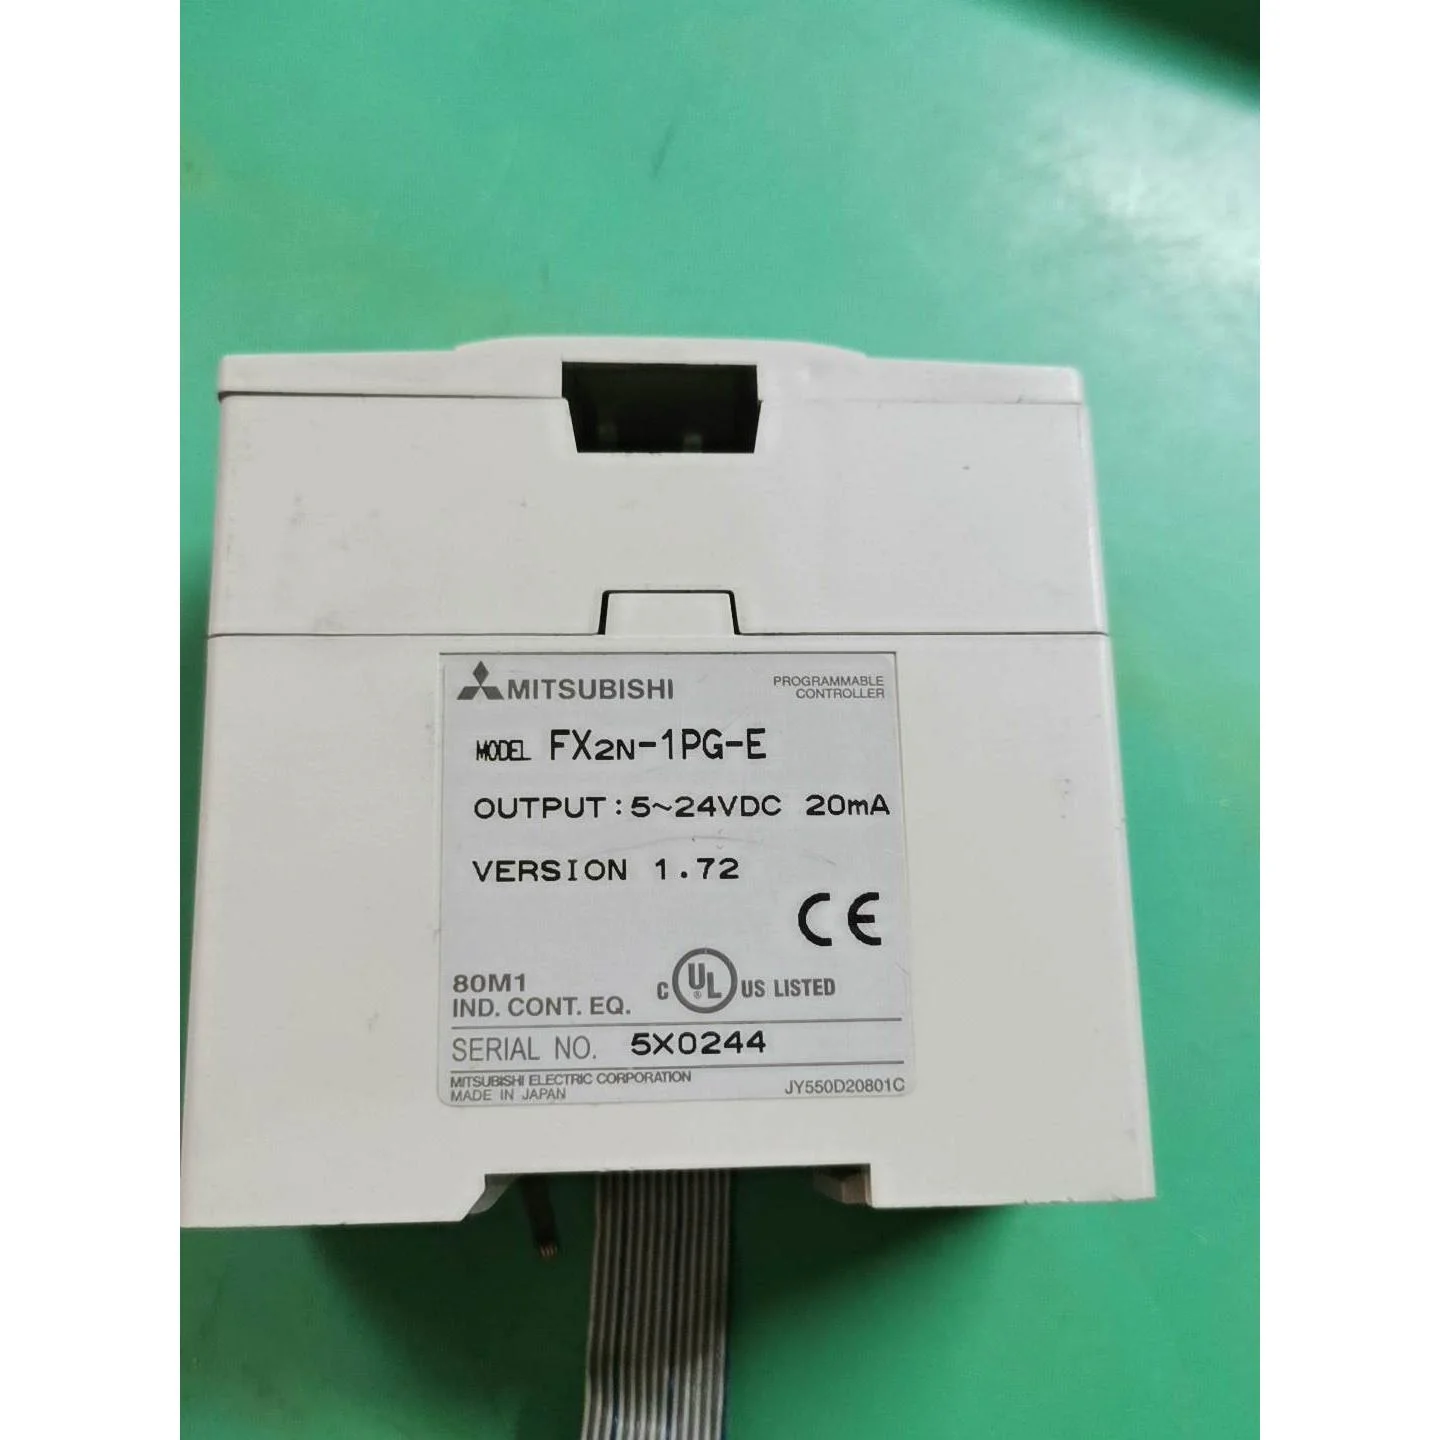 MITSUBISHI
PROGRAMMABLE
CONTROLLER
MODEL FX2N-1PG-E
OUTPUT:5~24VDC 20mA
VERSION 1.72
CE
80M1
IND. CONT. EQ.
C UL ® US LISTED
SERIAL NO. 5X0244
MITSUBISHI ELECTRIC CORPORATION
MADE IN JAPAN
JY550D20801C